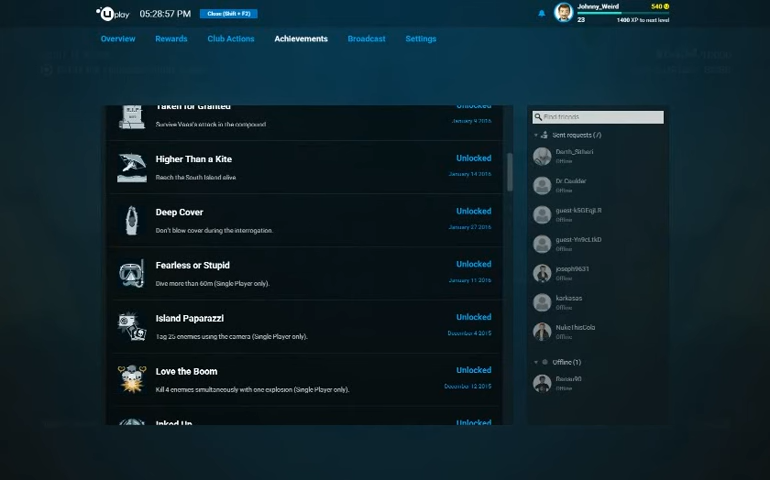 Uplay
05:28:57 PM
Close (Shift + F2)
Johnny_Weird
540
23
1400 XP to next level
Overview
Rewards
Club Actions
Achievements
Broadcast
Settings
Taken for Granted
Unlocked
Survive Vaas's attack in the compound.
January 9 2016
Higher Than a Kite
Unlocked
Reach the South Island alive.
January 14 2016
Deep Cover
Unlocked
Don't blow cover during the interrogation.
January 27 2016
Fearless or Stupid
Unlocked
Dive more than 60m (Single Player only).
January 11 2016
Island Paparazzi
Unlocked
Tag 25 enemies using the camera (Single Player only).
December 4 2015
Love the Boom
Unlocked
Kill 4 enemies simultaneously with one explosion (Single Player only).
December 12 2015
Inked Up
Unlocked
Find friends
Sent requests (7)
Offline
Dr.Caulder
Offline
Offline
Offline
joseph9631
Offline
karkasas
Offline
NukeThisCola
Offline
Offline (1)
Offline